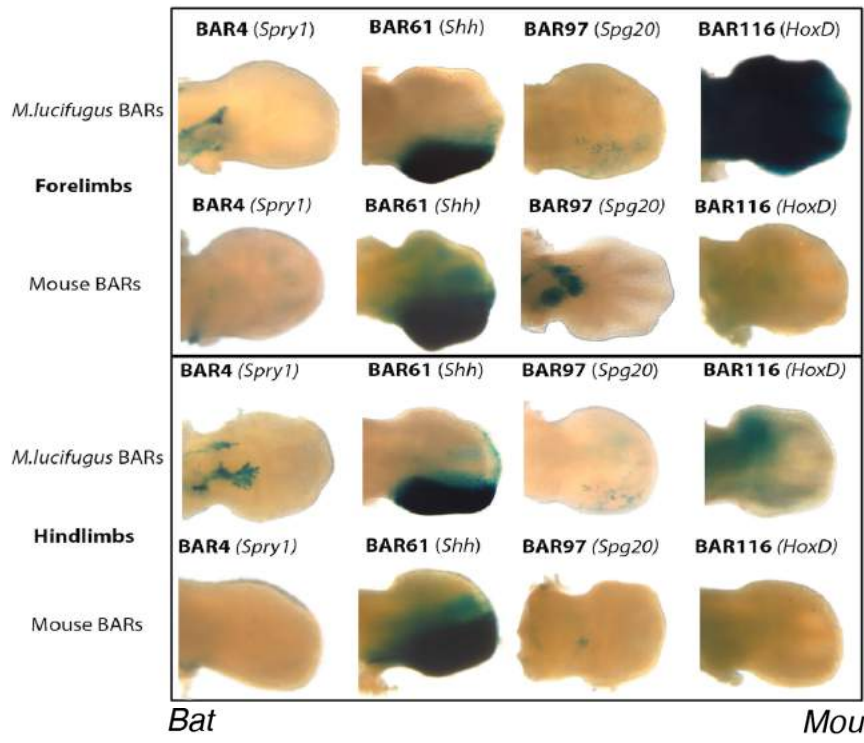 BAR4 (Spry1) BAR61 (Shh) BAR97 (Spg20) BAR116 (HoxD)
M.lucifugus BARs
Forelimbs
BAR4 (Spry1) BAR61 (Shh) BAR97 (Spg20) BAR116 (HoxD)
Mouse BARs
BAR4 (Spry1) BAR61 (Shh) BAR97 (Spg20) BAR116 (HoxD)
M.lucifugus BARs
Hindlimbs
BAR4 (Spry1) BAR61 (Shh) BAR97 (Spg20) BAR116 (HoxD)
Mouse BARs
Bat Mou